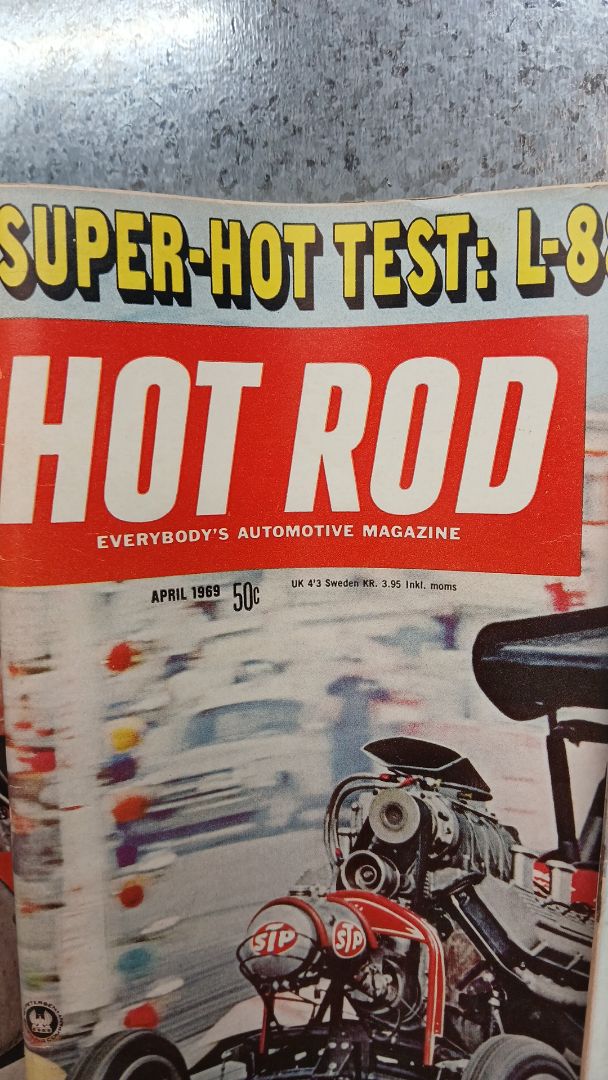 SUPER-HOT TEST: L-8
HOT ROD
EVERYBODY'S AUTOMOTIVE MAGAZINE
APRIL 1969 50¢ UK 4'3 Sweden KR. 3.95 Inkl. moms
STP STP